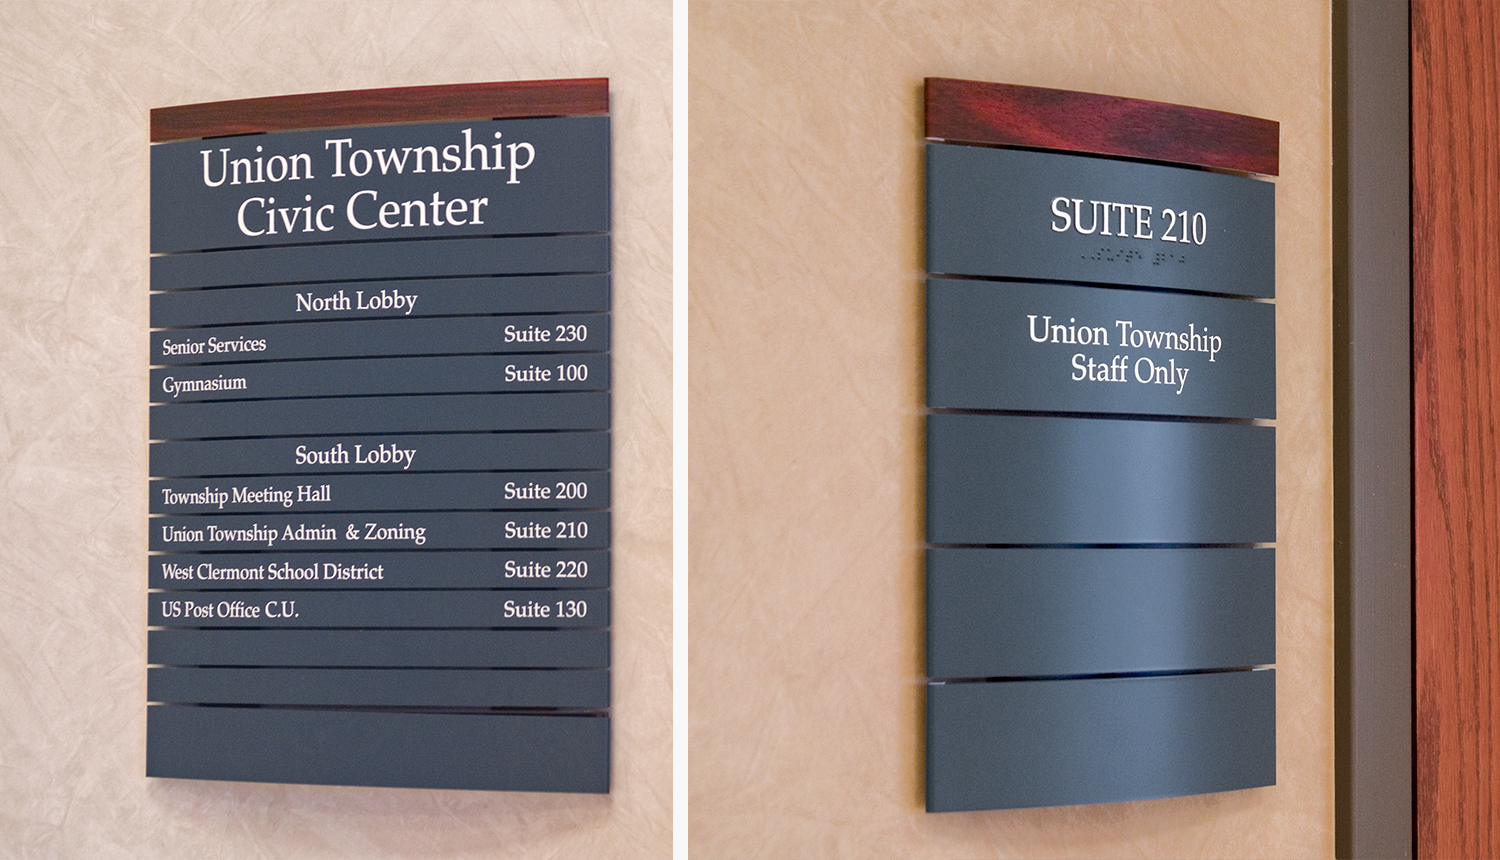 Union Township
Civic Center
North Lobby
Senior Services Suite 230
Gymnasium Suite 100
South Lobby
Township Meeting Hall Suite 200
Union Township Admin & Zoning Suite 210
West Clermont School District Suite 220
US Post Office C.U. Suite 130
SUITE 210
Union Township
Staff Only